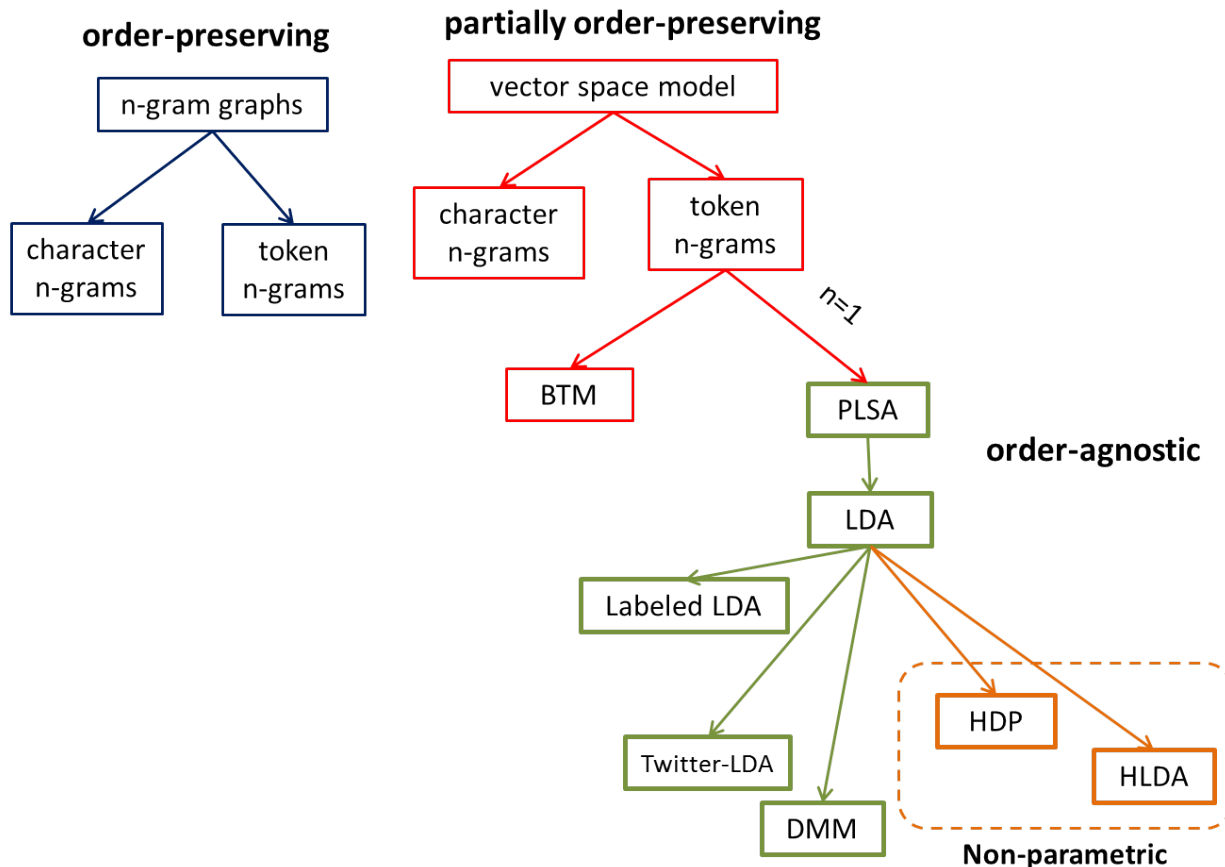 order-preserving
partially order-preserving
n-gram graphs
vector space model
character
n-grams
token
n-grams
character
n-grams
token
n-grams
n=1
BTM
PLSA
order-agnostic
LDA
Labeled LDA
HDP
Twitter-LDA
HLDA
DMM
Non-parametric